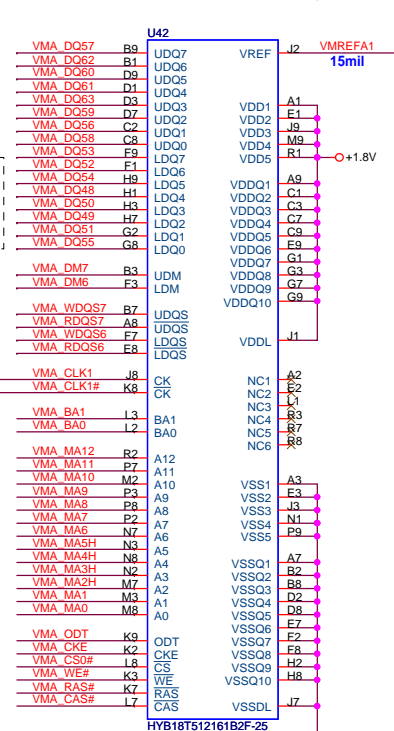 U42
VMA_DQ57 B9 UDQ7 VREF J2 VMREFA1
VMA_DQ62 B1 UDQ6 15mil
VMA_DQ60 D9 UDQ5
VMA_DQ61 D1 UDQ4 VDD1 A1
VMA_DQ63 D3 UDQ3 VDD2 E1
VMA_DQ59 D7 UDQ2 VDD3 J9
VMA_DQ56 C2 UDQ1 VDD4 M9
VMA_DQ58 C8 UDQ0 VDD5 R1 +1.8V
VMA_DQ53 F9 LDQ7
VMA_DQ52 F1 LDQ6 VDDQ1 A9
VMA_DQ54 H9 LDQ5 VDDQ2 C1
VMA_DQ48 H1 LDQ4 VDDQ3 C3
VMA_DQ50 H3 LDQ3 VDDQ4 C7
VMA_DQ49 H7 LDQ2 VDDQ5 C9
VMA_DQ51 G2 LDQ1 VDDQ6 E9
VMA_DQ55 G8 LDQ0 VDDQ7 G1
VMA_DM7 B3 UDM VDDQ8 G3
VMA_DM6 F3 LDM VDDQ9 G7
VDDQ10 G9
VMA_WDQS7 B7 UDQS
VMA_RDQS7 A8 UDQS
VMA_WDQS6 F7 LDQS VDDL J1
VMA_RDQS6 E8 LDQS
VMA_CLK1 J8 CK NC1 A2
VMA_CLK1# K8 CK NC2 E2
NC3 L1
VMA_BA1 L3 BA1 NC4 R3
VMA_BA0 L2 BA0 NC5 R7
NC6 R8
VMA_MA12 R2 A12
VMA_MA11 P7 A11
VMA_MA10 M2 A10 VSS1 A3
VMA_MA9 P3 A9 VSS2 E3
VMA_MA8 P8 A8 VSS3 J3
VMA_MA7 P2 A7 VSS4 N1
VMA_MA6 N7 A6 VSS5 P9
VMA_MA5H N3 A5
VMA_MA4H N8 A4 VSSQ1 A7
VMA_MA3H N2 A3 VSSQ2 B2
VMA_MA2H M7 A2 VSSQ3 B8
VMA_MA1 M3 A1 VSSQ4 D2
VMA_MA0 M8 A0 VSSQ5 D8
VSSQ6 E7
VMA_ODT K9 ODT VSSQ7 F2
VMA_CKE K2 CKE VSSQ8 F8
VMA_CS0# L8 CS VSSQ9 H2
VMA_WE# K3 WE VSSQ10 H8
VMA_RAS# K7 RAS
VMA_CAS# L7 CAS VSSDL J7
HYB18T512161B2F-25